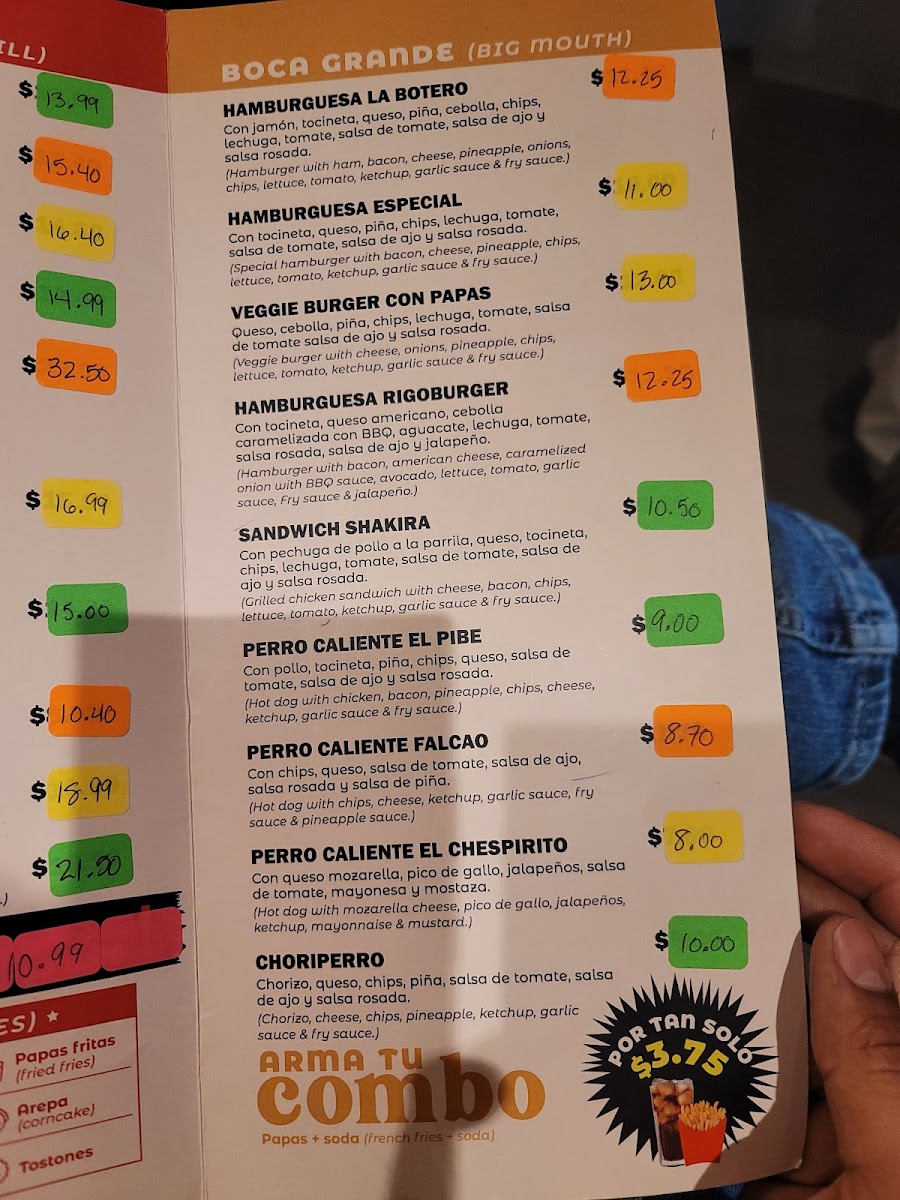 ILL)
$ 13.99
$ 15.40
$ 16.40
$ 14.99
$ 32.50
$ 16.99
$ 15.00
$ 10.40
$ 18.99
$ 21.50
10.99
ES)
Papas fritas
(fried fries)
Arepa
(corncake)
Tostones
BOCA GRANDE (BIG MOUTH)
HAMBURGUESA LA BOTERO $ 12.25
Con jamón, tocineta, queso, piña, cebolla, chips,
lechuga, tomate, salsa de tomate, salsa de ajo y
salsa rosada.
(Hamburger with ham, bacon, cheese, pineapple, onions,
chips, lettuce, tomato, ketchup, garlic sauce & fry sauce.)
HAMBURGUESA ESPECIAL $ 11.00
Con tocineta, queso, piña, chips, lechuga, tomate,
salsa de tomate, salsa de ajo y salsa rosada.
(Special hamburger with bacon, cheese, pineapple, chips,
lettuce, tomato, ketchup, garlic sauce & fry sauce.)
VEGGIE BURGER CON PAPAS $ 13.00
Queso, cebolla, piña, chips, lechuga, tomate, salsa
de tomate salsa de ajo y salsa rosada.
(Veggie burger with cheese, onions, pineapple, chips,
lettuce, tomato, ketchup, garlic sauce & fry sauce.)
HAMBURGUESA RIGOBURGER $ 12.25
Con tocineta, queso americano, cebolla
caramelizada con BBQ, aguacate, lechuga, tomate,
salsa rosada, salsa de ajo y jalapeño.
(Hamburger with bacon, american cheese, caramelized
onion with BBQ sauce, avocado, lettuce, tomato, garlic
sauce, Fry sauce & jalapeño.)
SANDWICH SHAKIRA $ 10.50
Con pechuga de pollo a la parrila, queso, tocineta,
chips, lechuga, tomate, salsa de tomate, salsa de
ajo y salsa rosada.
(Grilled chicken sandwich with cheese, bacon, chips,
lettuce, tomato, ketchup, garlic sauce & fry sauce.)
PERRO CALIENTE EL PIBE $ 9.00
Con pollo, tocineta, piña, chips, queso, salsa de
tomate, salsa de ajo y salsa rosada.
(Hot dog with chicken, bacon, pineapple, chips, cheese,
ketchup, garlic sauce & fry sauce.)
PERRO CALIENTE FALCAO $ 8.70
Con chips, queso, salsa de tomate, salsa de ajo,
salsa rosada y salsa de piña.
(Hot dog with chips, cheese, ketchup, garlic sauce, fry
sauce & pineapple sauce.)
PERRO CALIENTE EL CHESPIRITO $ 8.00
Con queso mozarella, pico de gallo, jalapeños, salsa
de tomate, mayonesa y mostaza.
(Hot dog with mozarella cheese, pico de gallo, jalapeños,
ketchup, mayonnaise & mustard.)
CHORIPERRO $ 10.00
Chorizo, queso, chips, piña, salsa de tomate, salsa
de ajo y salsa rosada.
(Chorizo, cheese, chips, pineapple, ketchup, garlic
sauce & fry sauce.)
ARMA TU
combo
Papas + soda (french fries + soda)
POR TAN SOLO
$3.75